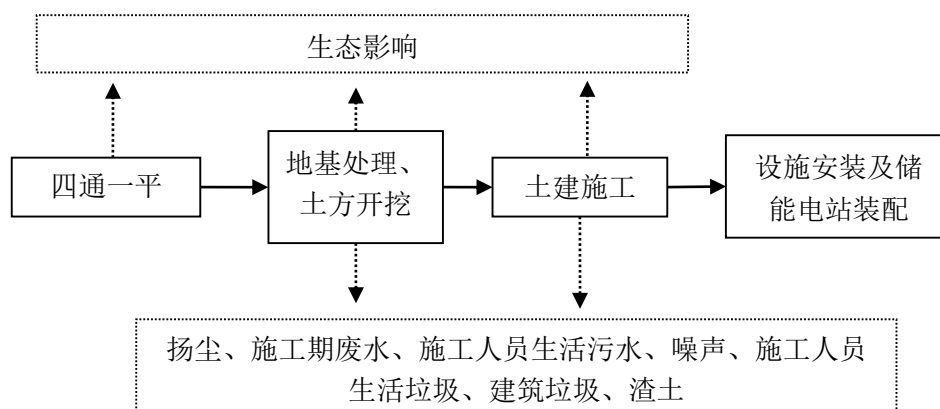 生态影响
四通一平
地基处理、
土方开挖
土建施工
设施安装及储
能电站装配
扬尘、施工期废水、施工人员生活污水、噪声、施工人员
生活垃圾、建筑垃圾、渣土